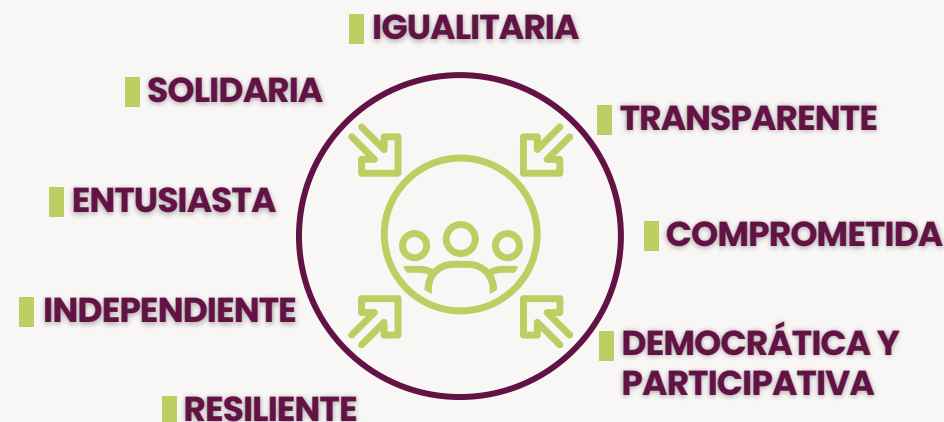 IGUALITARIA
SOLIDARIA
TRANSPARENTE
ENTUSIASTA
COMPROMETIDA
INDEPENDIENTE
DEMOCRÁTICA Y
PARTICIPATIVA
RESILIENTE